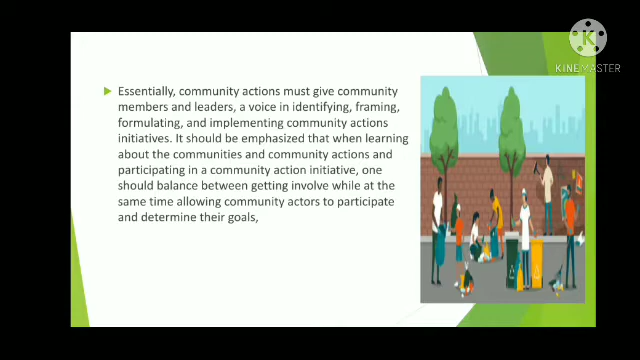 K
KINEMASTER
Essentially, community actions must give community
members and leaders, a voice in identifying, framing,
formulating, and implementing community actions
initiatives. It should be emphasized that when learning
about the communities and community actions and
participating in a community action initiative, one
should balance between getting involve while at the
same time allowing community actors to participate
and determine their goals,